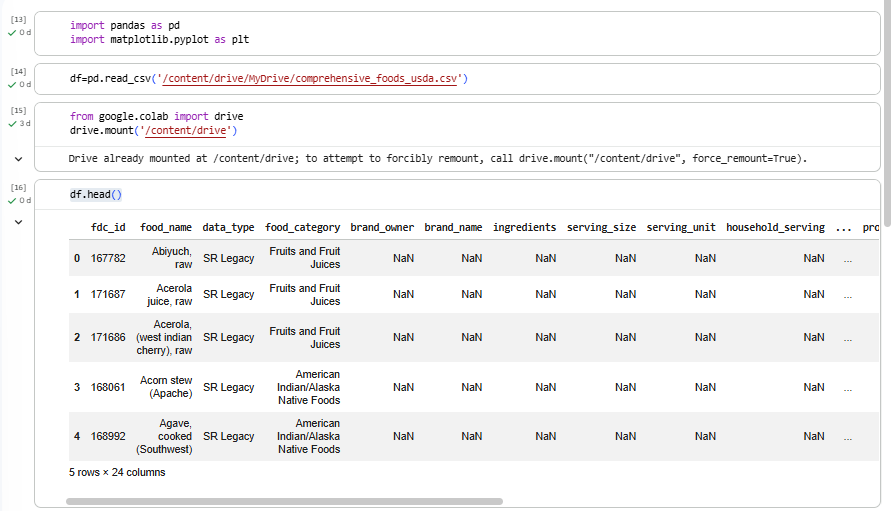 [13]
0 d
import pandas as pd
import matplotlib.pyplot as plt
[14]
0 d
df=pd.read_csv('/content/drive/MyDrive/comprehensive_foods_usda.csv')
[15]
3 d
from google.colab import drive
drive.mount('/content/drive')
Drive already mounted at /content/drive; to attempt to forcibly remount, call drive.mount("/content/drive", force_remount=True).
[16]
0 d
df.head()
fdc_id food_name data_type food_category brand_owner brand_name ingredients serving_size serving_unit household_serving ... pro
0 167782 Abiyuch, raw SR Legacy Fruits and Fruit Juices NaN NaN NaN NaN NaN NaN ...
1 171687 Acerola juice, raw SR Legacy Fruits and Fruit Juices NaN NaN NaN NaN NaN NaN ...
2 171686 Acerola, (west indian cherry), raw SR Legacy Fruits and Fruit Juices NaN NaN NaN NaN NaN NaN ...
3 168061 Acorn stew (Apache) SR Legacy American Indian/Alaska Native Foods NaN NaN NaN NaN NaN NaN ...
4 168992 Agave, cooked (Southwest) SR Legacy American Indian/Alaska Native Foods NaN NaN NaN NaN NaN NaN ...
5 rows × 24 columns